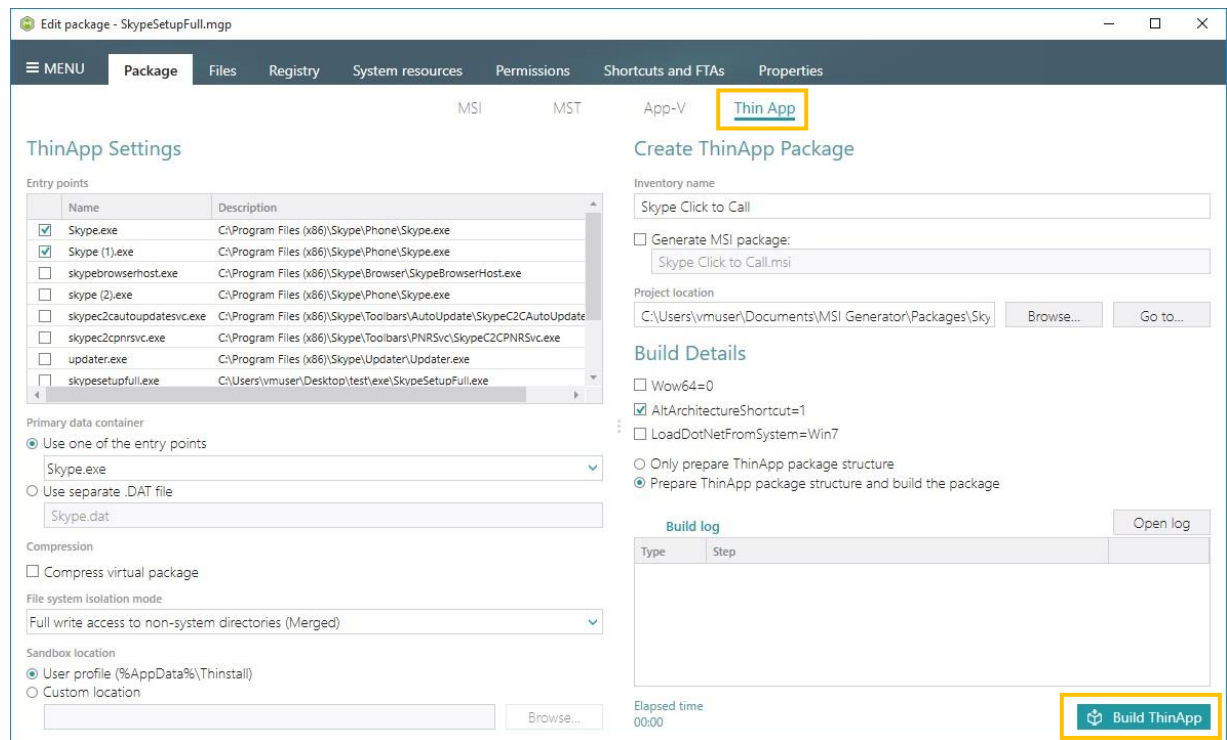 Edit package - SkypeSetupFull.mgp
MENU Package Files Registry System resources Permissions Shortcuts and FTAs Properties
MSI MST App-V Thin App
ThinApp Settings
Entry points
Name Description
Skype.exe C:\Program Files (x86)\Skype\Phone\Skype.exe
Skype (1).exe C:\Program Files (x86)\Skype\Phone\Skype.exe
skypebrowserhost.exe C:\Program Files (x86)\Skype\Browser\SkypeBrowserHost.exe
skype (2).exe C:\Program Files (x86)\Skype\Phone\Skype.exe
skypec2cautoupdatesvc.exe C:\Program Files (x86)\Skype\Toolbars\AutoUpdate\SkypeC2CAutoUpdate
skypec2cpnrsvc.exe C:\Program Files (x86)\Skype\Toolbars\PNRSvc\SkypeC2CPNRSvc.exe
updater.exe C:\Program Files (x86)\Skype\Updater\Updater.exe
skypesetupfull.exe C:\Users\vmuser\Desktop\test\exe\SkypeSetupFull.exe
Primary data container
Use one of the entry points
Skype.exe
Use separate .DAT file
Skype.dat
Compression
Compress virtual package
File system isolation mode
Full write access to non-system directories (Merged)
Sandbox location
User profile (%AppData%\Thinstall)
Custom location
Browse...
Create ThinApp Package
Inventory name
Skype Click to Call
Generate MSI package:
Skype Click to Call.msi
Project location
C:\Users\vmuser\Documents\MSI Generator\Packages\Sky Browse... Go to...
Build Details
Wow64=0
AltArchitectureShortcut=1
LoadDotNetFromSystem=Win7
Only prepare ThinApp package structure
Prepare ThinApp package structure and build the package
Build log Open log
Type Step
Elapsed time
00:00
Build ThinApp